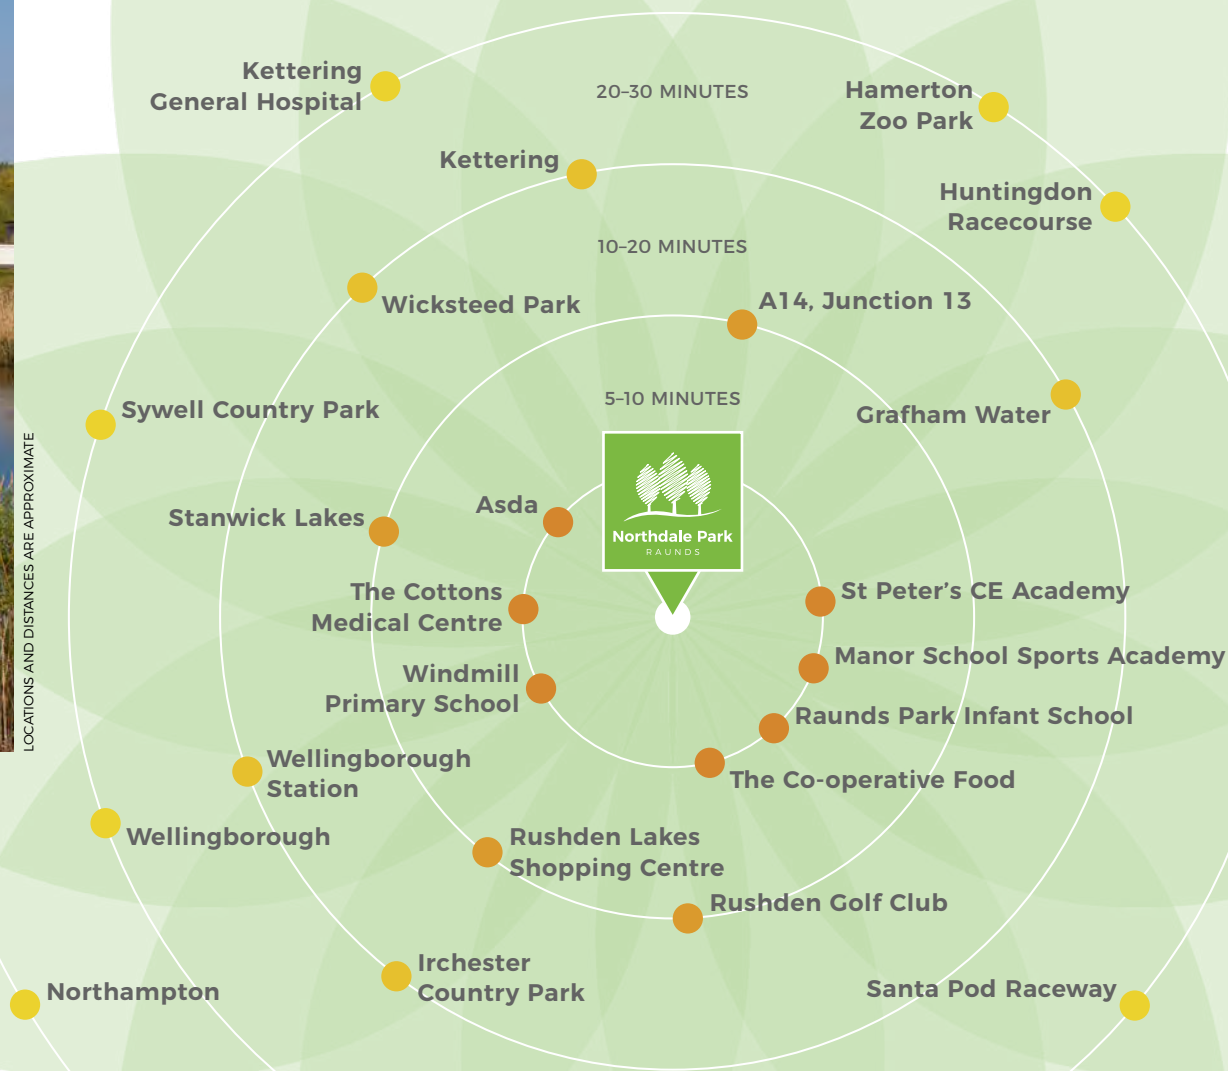 Kettering
General Hospital
20–30 MINUTES
Hamerton
Zoo Park
Kettering
Huntingdon
Racecourse
10–20 MINUTES
Wicksteed Park
A14, Junction 13
5–10 MINUTES
Sywell Country Park
Grafham Water
Asda
Stanwick Lakes
Northdale Park
RAUNDS
The Cottons
Medical Centre
St Peter’s CE Academy
Manor School Sports Academy
Windmill
Primary School
Raunds Park Infant School
Wellingborough
Station
The Co-operative Food
Wellingborough
Rushden Lakes
Shopping Centre
Rushden Golf Club
Irchester
Country Park
Northampton
Santa Pod Raceway
LOCATIONS AND DISTANCES ARE APPROXIMATE